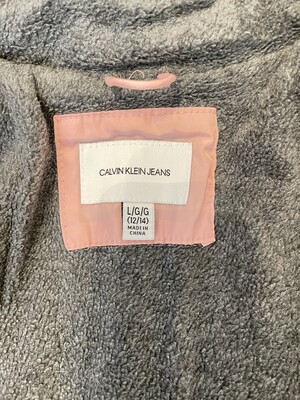 CALVIN KLEIN JEANS
L/G/G
(12/14)
MADE IN
CHINA